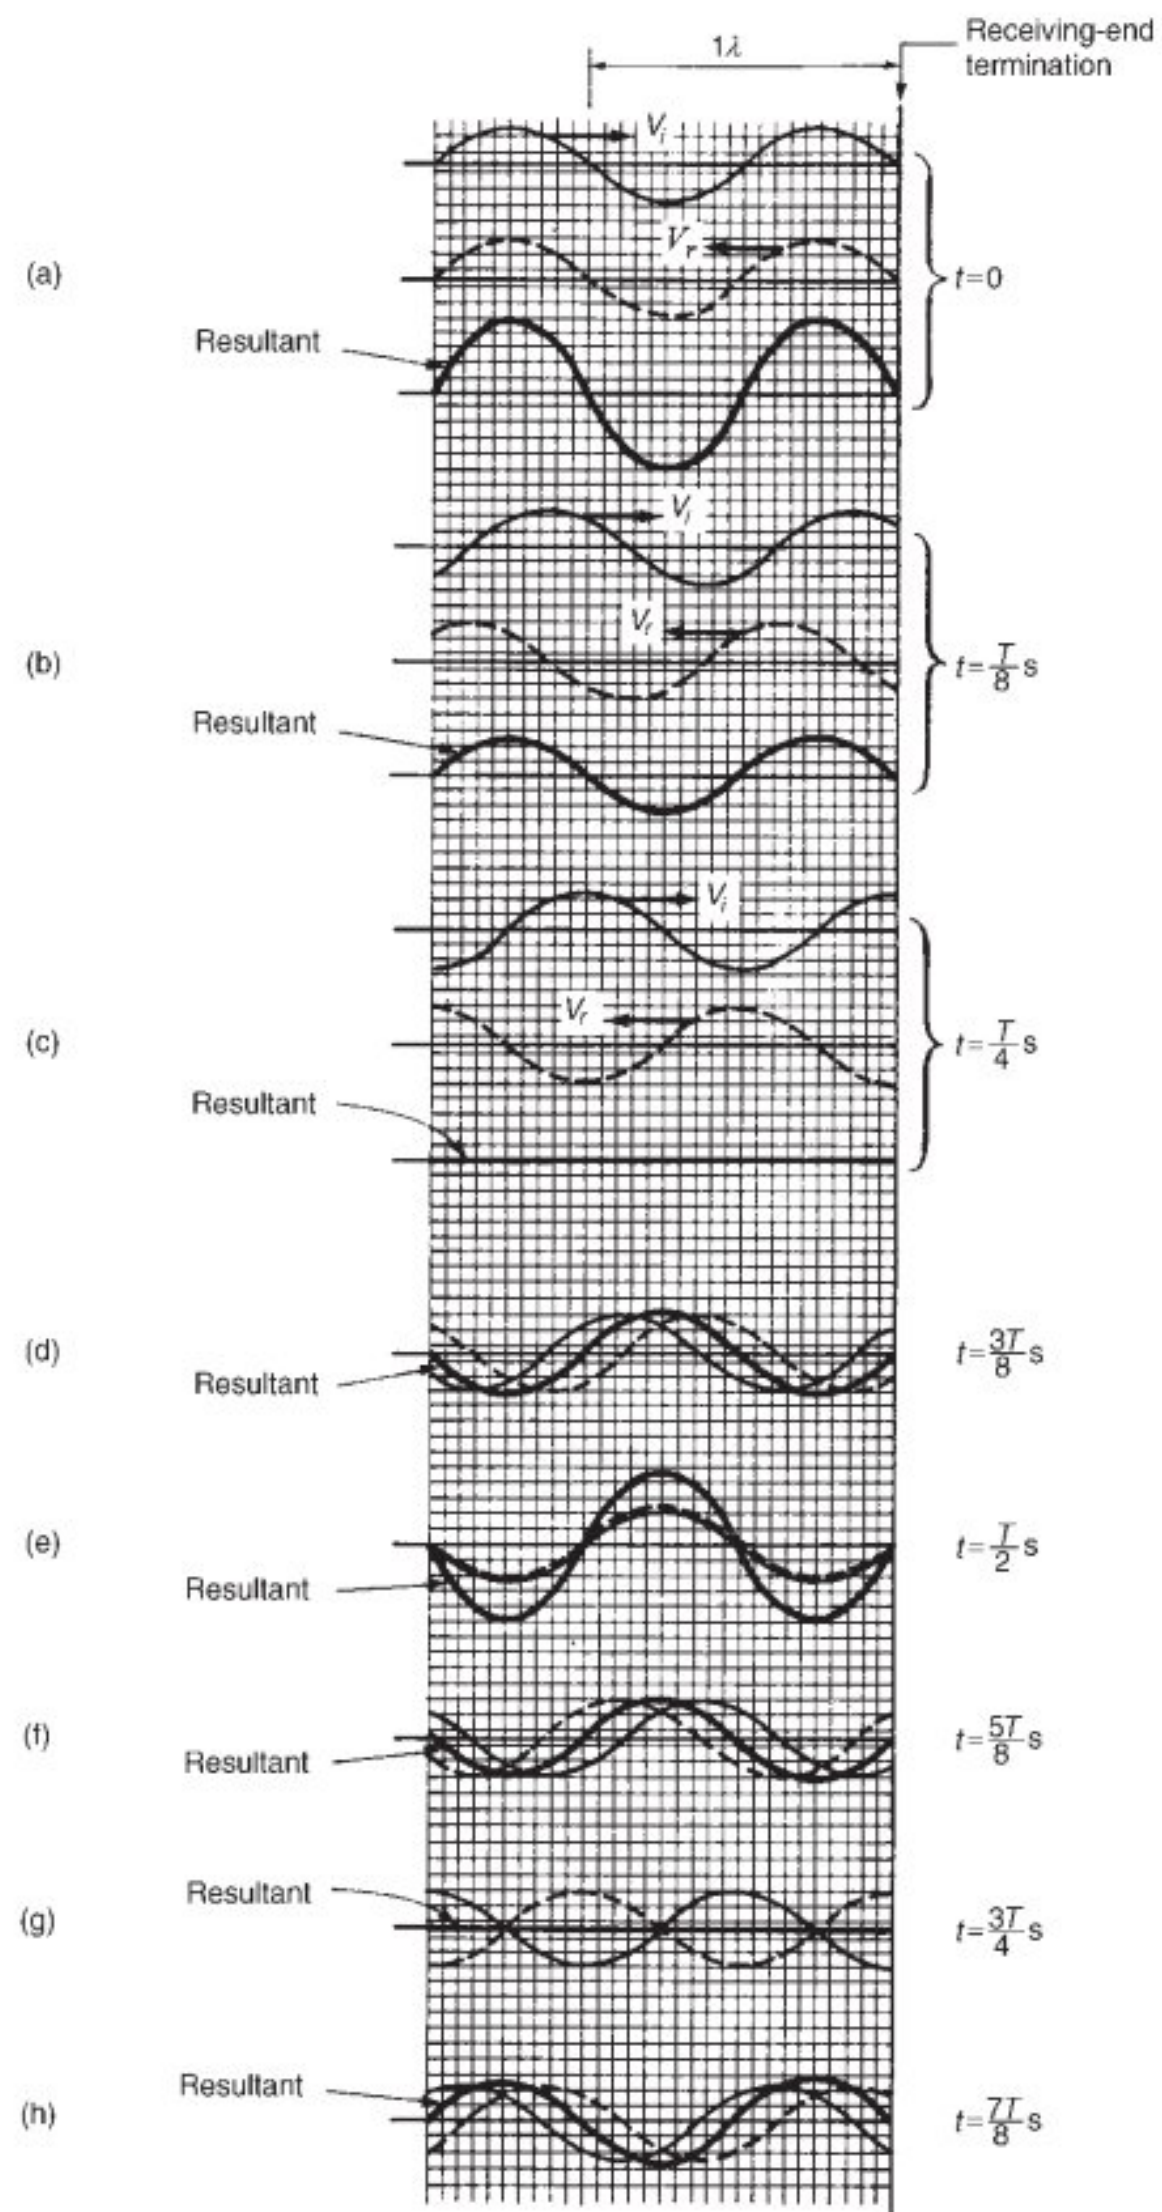 Receiving-end
termination
1λ
V_i
V_r
(a)
t=0
Resultant
V_i
V_r
(b)
t=T/8 s
Resultant
V_i
V_r
(c)
t=T/4 s
Resultant
(d)
t=3T/8 s
Resultant
(e)
t=T/2 s
Resultant
(f)
t=5T/8 s
Resultant
Resultant
(g)
t=3T/4 s
Resultant
(h)
t=7T/8 s